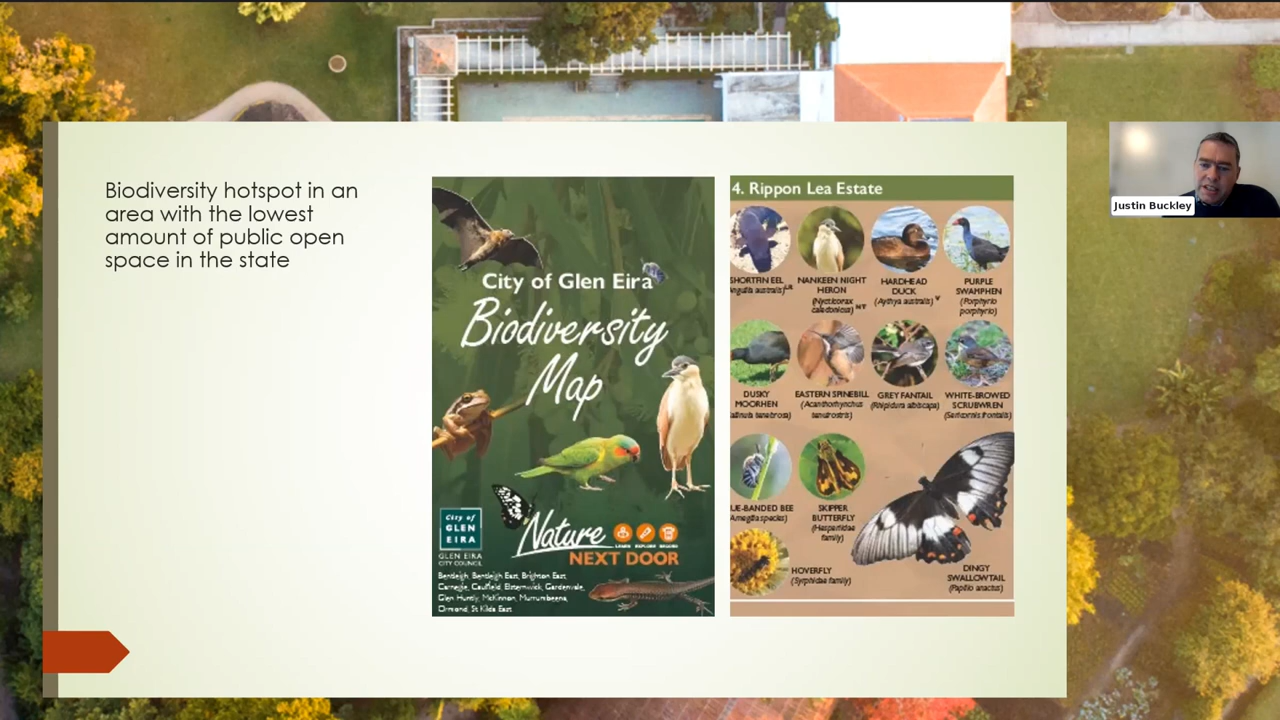 Biodiversity hotspot in an
area with the lowest
amount of public open
space in the state
City of Glen Eira
Biodiversity
Map
City of
GLEN
EIRA
GLEN EIRA
CITY COUNCIL
Nature
NEXT DOOR
Bentleigh, Bentleigh East, Brighton East,
Carnegie, Caulfield, Elsternwick, Gardenvale,
Glen Huntly, McKinnon, Murrumbeena,
Ormond, St Kilda East
4. Rippon Lea Estate
SHORTFIN EEL
NANKEEN NIGHT
HERON
(Nycticorax
caledonicus)
HARDHEAD
DUCK
(Aythya australis)
PURPLE
SWAMPHEN
(Porphyrio
porphyrio)
DUSKY
MOORHEN
EASTERN SPINEBILL
(Acanthorhynchus
tenuirostris)
GREY FANTAIL
(Rhipidura albiscapa)
WHITE-BROWED
SCRUBWREN
(Sericornis frontalis)
UE-BANDED BEE
(Amegilla species)
SKIPPER
BUTTERFLY
(Hesperiidae
family)
HOVERFLY
(Syrphidae family)
DINGY
SWALLOWTAIL
(Papilio anactus)
Justin Buckley